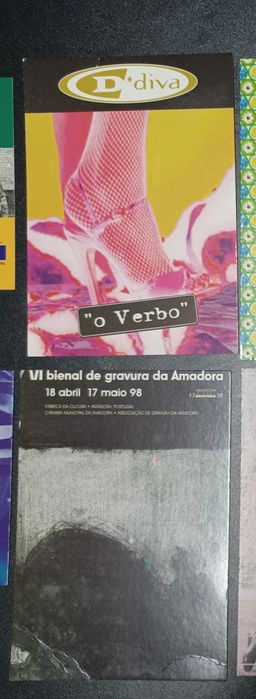 D*diva
"o Verbo"
VI bienal de gravura da Amadora
18 abril 17 maio 98
FÁBRICA DA CULTURA • AMADORA PORTUGAL
CÂMARA MUNICIPAL DA AMADORA • ASSOCIAÇÃO DE GRAVURA DA AMADORA